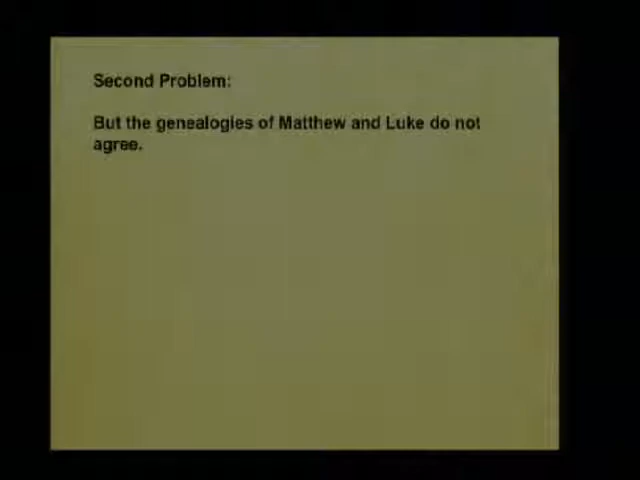 Second Problem:
But the genealogies of Matthew and Luke do not
agree.